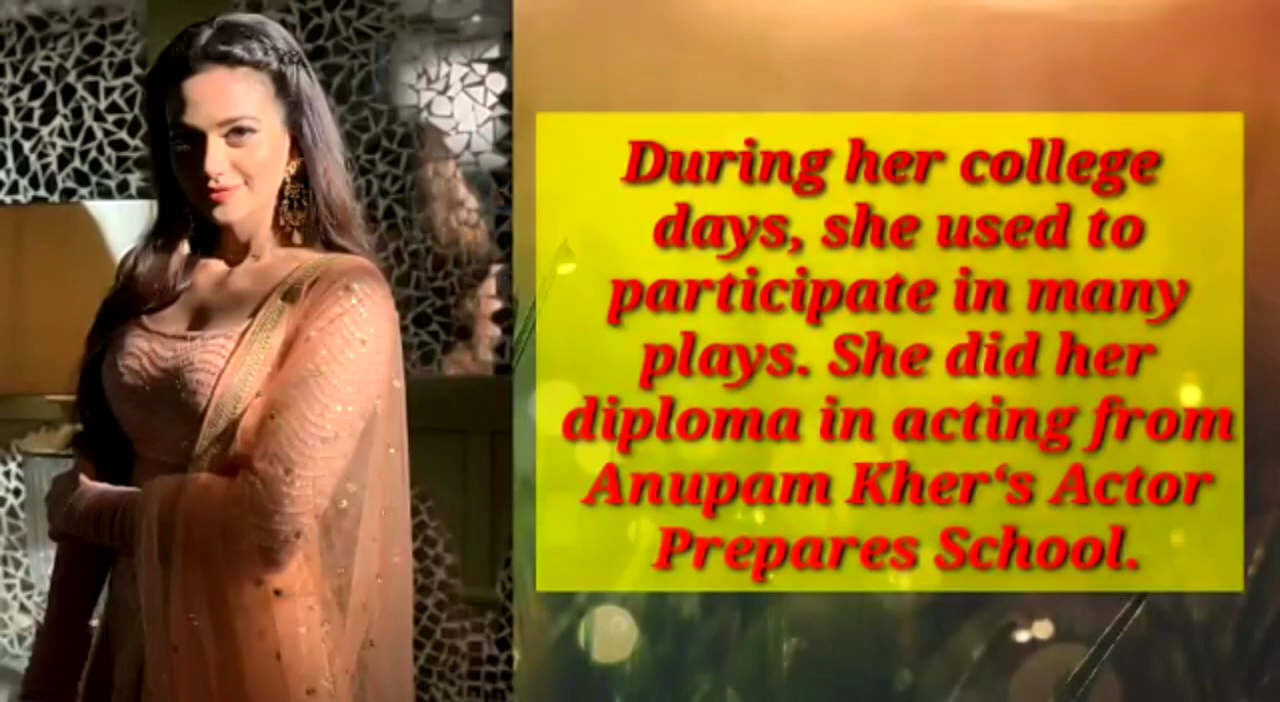 During her college
days, she used to
participate in many
plays. She did her
diploma in acting from
Anupam Kher‘s Actor
Prepares School.